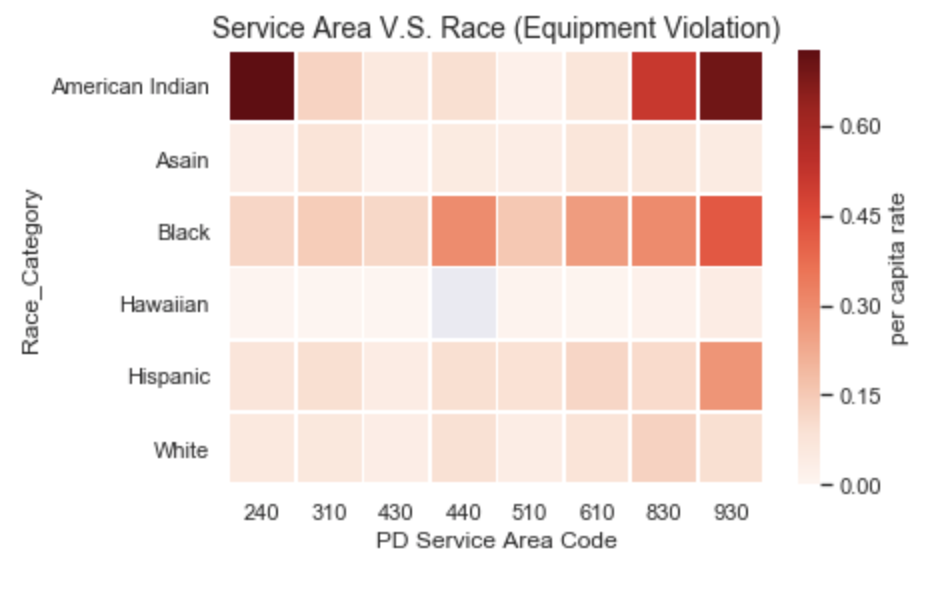 Service Area V.S. Race (Equipment Violation)
Race_Category
American Indian
Asain
Black
Hawaiian
Hispanic
White
240 310 430 440 510 610 830 930
PD Service Area Code
0.60
0.45
0.30
0.15
0.00
per capita rate